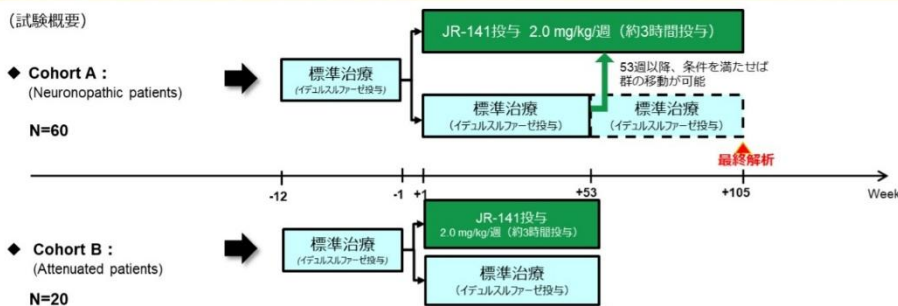 (試験概要)
JR-141投与 2.0 mg/kg/週（約3時間投与）
◆ Cohort A：
(Neuronopathic patients)
N=60
標準治療
(イデュルスルファーゼ投与)
53週以降、条件を満たせば
群の移動が可能
標準治療
（イデュルスルファーゼ投与）
標準治療
（イデュルスルファーゼ投与）
最終解析
-12
-1
+1
+53
+105
Week
◆ Cohort B：
(Attenuated patients)
N=20
標準治療
(イデュルスルファーゼ投与)
JR-141投与
2.0 mg/kg/週（約3時間投与）
標準治療
（イデュルスルファーゼ投与）